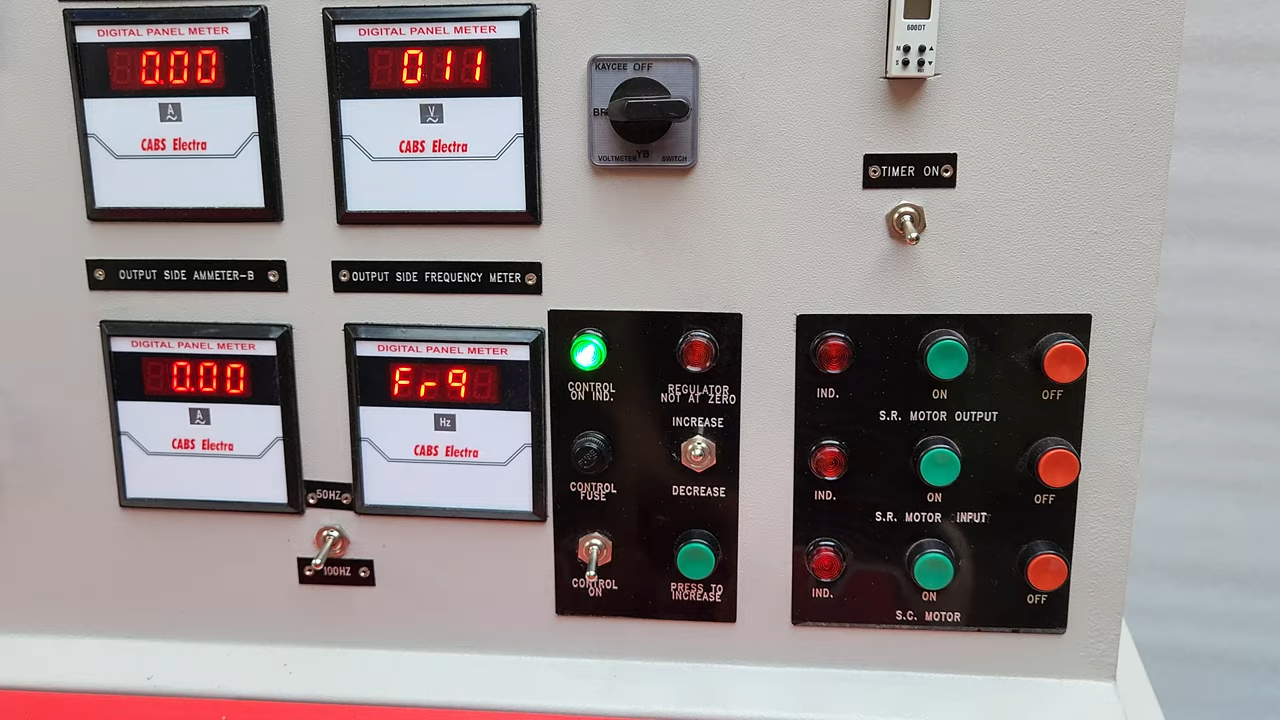 DIGITAL PANEL METER
0.00
A
CABS Electra
DIGITAL PANEL METER
011
V
CABS Electra
KAYCEE OFF
YB
VOLTMETER SWITCH
600DT
TIMER ON
OUTPUT SIDE AMMETER-B
OUTPUT SIDE FREQUENCY METER
DIGITAL PANEL METER
0.00
A
CABS Electra
DIGITAL PANEL METER
Frq
Hz
CABS Electra
50HZ
100HZ
CONTROL
ON IND.
REGULATOR
NOT AT ZERO
INCREASE
DECREASE
CONTROL
FUSE
CONTROL
ON
PRESS TO
INCREASE
IND. ON OFF
S.R. MOTOR OUTPUT
IND. ON OFF
S.R. MOTOR INPUT
IND. ON OFF
S.C. MOTOR